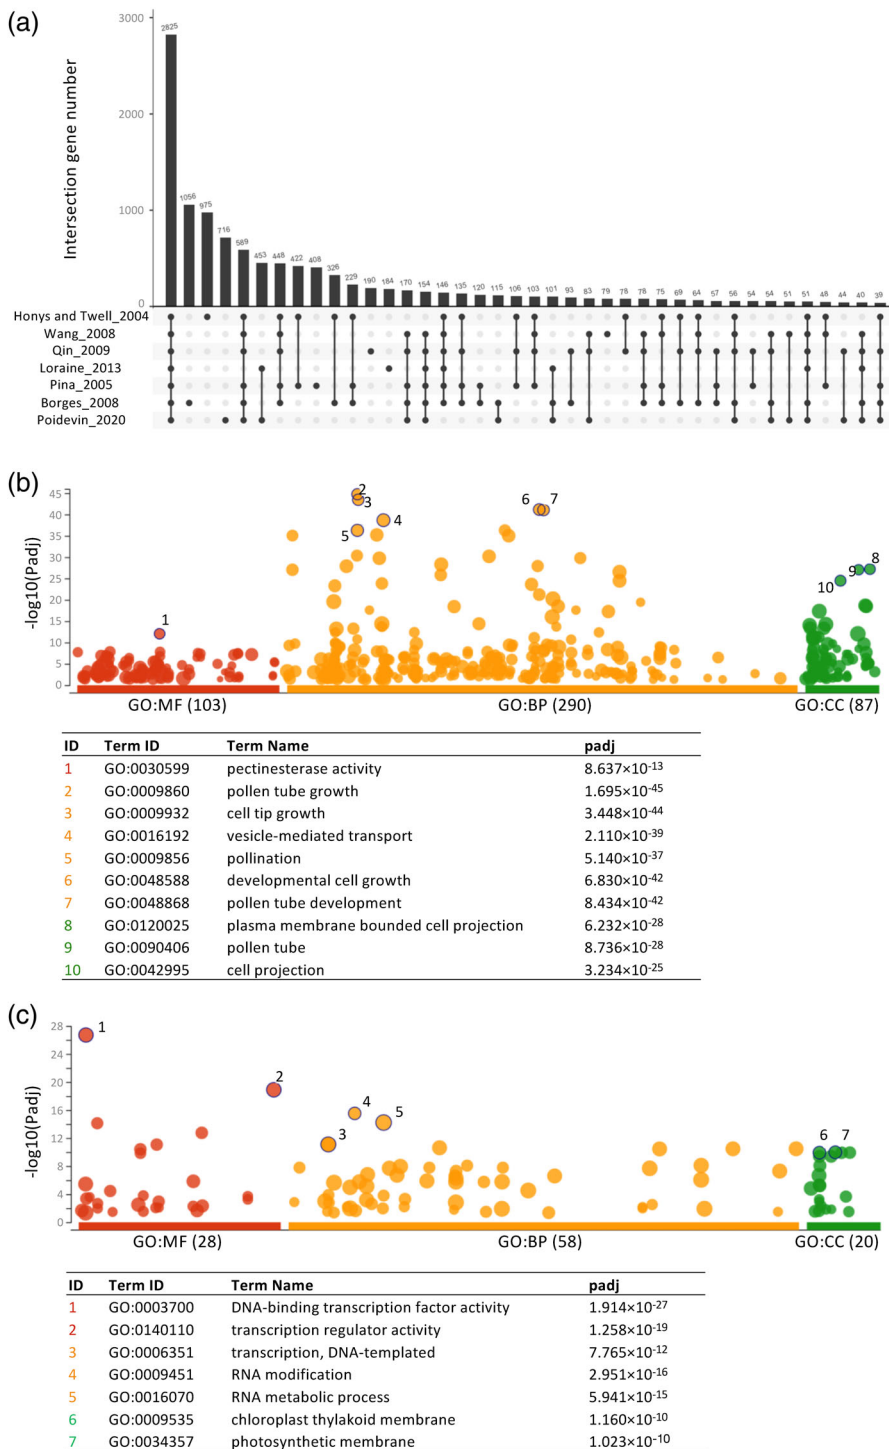 (a)
3000
2000
1000
0
Intersection gene number
2825 1056 975 716 589 453 448 422 408 326 229 190 184 170 154 146 135 120 115 106 103 101 93 83 79 78 78 75 69 64 57 56 54 54 51 51 48 44 40 39
Honys and Twell_2004
Wang_2008
Qin_2009
Loraine_2013
Pina_2005
Borges_2008
Poidevin_2020
(b)
-log10(Padj)
45
40
35
30
25
20
15
10
5
0
1 2 3 4 5 6 7 8 9 10
GO:MF (103) GO:BP (290) GO:CC (87)
ID Term ID Term Name padj
1 GO:0030599 pectinesterase activity 8.637×10⁻¹³
2 GO:0009860 pollen tube growth 1.695×10⁻⁴⁵
3 GO:0009932 cell tip growth 3.448×10⁻⁴⁴
4 GO:0016192 vesicle-mediated transport 2.110×10⁻³⁹
5 GO:0009856 pollination 5.140×10⁻³⁷
6 GO:0048588 developmental cell growth 6.830×10⁻⁴²
7 GO:0048868 pollen tube development 8.434×10⁻⁴²
8 GO:0120025 plasma membrane bounded cell projection 6.232×10⁻²⁸
9 GO:0090406 pollen tube 8.736×10⁻²⁸
10 GO:0042995 cell projection 3.234×10⁻²⁵
(c)
-log10(Padj)
28
24
20
16
12
8
4
0
1 2 3 4 5 6 7
GO:MF (28) GO:BP (58) GO:CC (20)
ID Term ID Term Name padj
1 GO:0003700 DNA-binding transcription factor activity 1.914×10⁻²⁷
2 GO:0140110 transcription regulator activity 1.258×10⁻¹⁹
3 GO:0006351 transcription, DNA-templated 7.765×10⁻¹²
4 GO:0009451 RNA modification 2.951×10⁻¹⁶
5 GO:0016070 RNA metabolic process 5.941×10⁻¹⁵
6 GO:0009535 chloroplast thylakoid membrane 1.160×10⁻¹⁰
7 GO:0034357 photosynthetic membrane 1.023×10⁻¹⁰